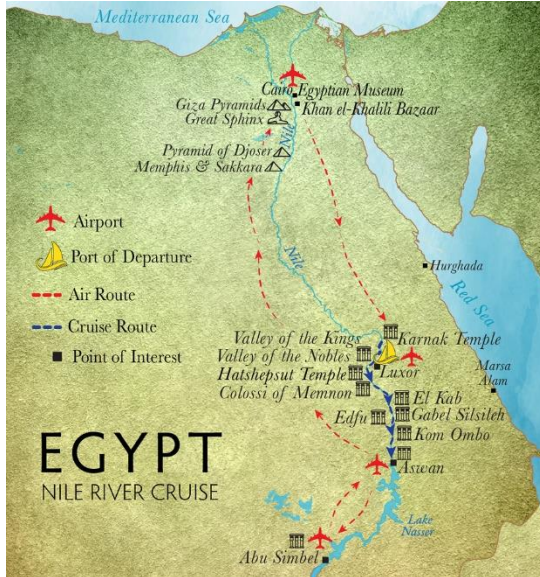 Mediterranean Sea
Cairo Egyptian Museum
Giza Pyramids
Khan el-Khalili Bazaar
Great Sphinx
Nile
Pyramid of Djoser
Memphis & Sakkara
Airport
Port of Departure
Air Route
Cruise Route
Point of Interest
Nile
Hurghada
Red Sea
Valley of the Kings
Karnak Temple
Valley of the Nobles
Luxor
Hatshepsut Temple
Colossi of Memnon
Marsa
Alam
El Kab
Edfu
Gabel Silsileh
Kom Ombo
Aswan
EGYPT
NILE RIVER CRUISE
Lake
Nasser
Abu Simbel